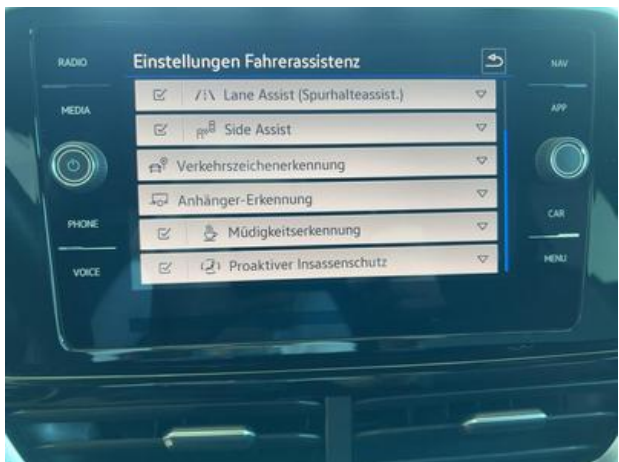 RADIO
MEDIA
PHONE
VOICE
Einstellungen Fahrerassistenz
Lane Assist (Spurhalteassist.)
Side Assist
Verkehrszeichenerkennung
Anhänger-Erkennung
Müdigkeitserkennung
Proaktiver Insassenschutz
NAV
APP
CAR
MENU